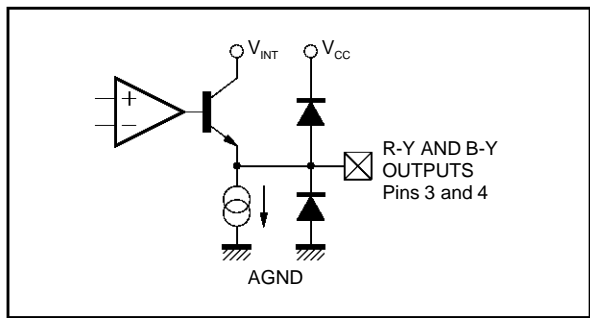 V_INT V_CC
+
−
R-Y AND B-Y
OUTPUTS
Pins 3 and 4
AGND